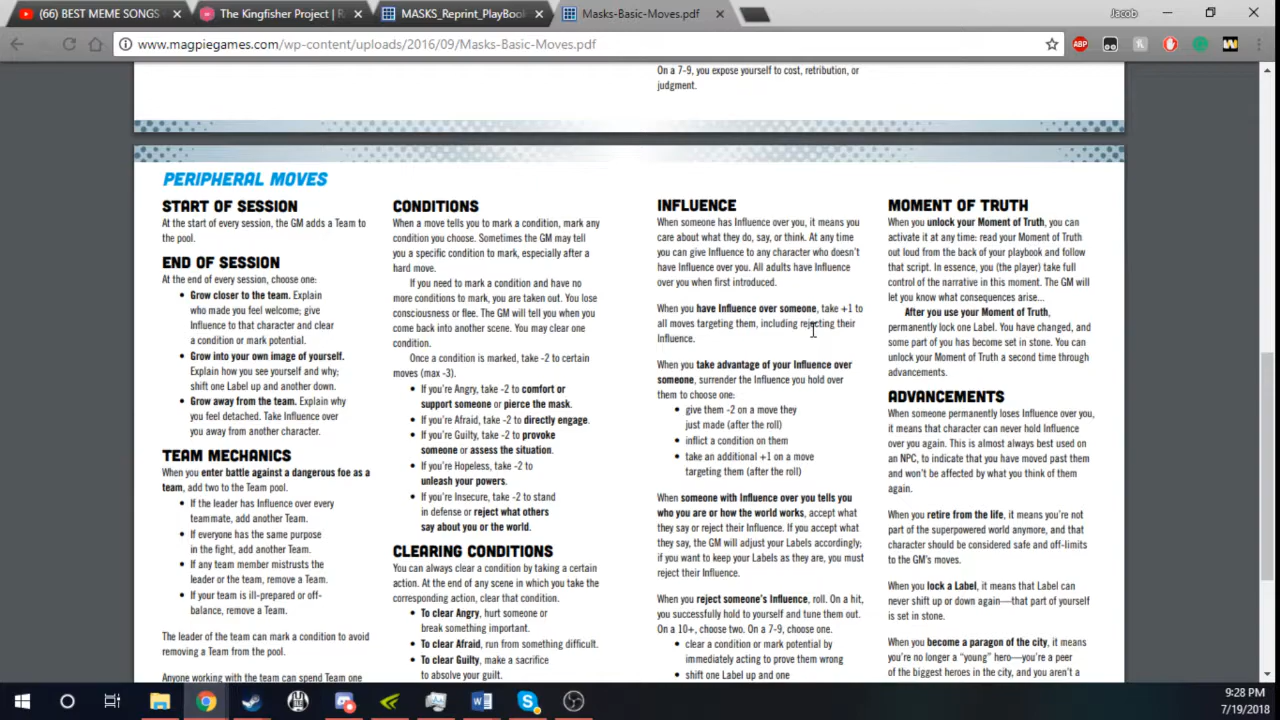 (66) BEST MEME SONGS
The Kingfisher Project | R
MASKS_Reprint_PlayBook
Masks-Basic-Moves.pdf
Jacob
www.magpiegames.com/wp-content/uploads/2016/09/Masks-Basic-Moves.pdf
ABP
On a 7-9, you expose yourself to cost, retribution, or
judgment.
PERIPHERAL MOVES
START OF SESSION
At the start of every session, the GM adds a Team to
the pool.
END OF SESSION
At the end of every session, choose one:
• Grow closer to the team. Explain
who made you feel welcome; give
Influence to that character and clear
a condition or mark potential.
• Grow into your own image of yourself.
Explain how you see yourself and why;
shift one Label up and another down.
• Grow away from the team. Explain why
you feel detached. Take Influence over
you away from another character.
TEAM MECHANICS
When you enter battle against a dangerous foe as a
team, add two to the Team pool.
• If the leader has Influence over every
teammate, add another Team.
• If everyone has the same purpose
in the fight, add another Team.
• If any team member mistrusts the
leader or the team, remove a Team.
• If your team is ill-prepared or off-
balance, remove a Team.
The leader of the team can mark a condition to avoid
removing a Team from the pool.
Anyone working with the team can spend Team one
CONDITIONS
When a move tells you to mark a condition, mark any
condition you choose. Sometimes the GM may tell
you a specific condition to mark, especially after a
hard move.
If you need to mark a condition and have no
more conditions to mark, you are taken out. You lose
consciousness or flee. The GM will tell you when you
come back into another scene. You may clear one
condition.
Once a condition is marked, take -2 to certain
moves (max -3).
• If you're Angry, take -2 to comfort or
support someone or pierce the mask.
• If you're Afraid, take -2 to directly engage.
• If you're Guilty, take -2 to provoke
someone or assess the situation.
• If you're Hopeless, take -2 to
unleash your powers.
• If you're Insecure, take -2 to stand
in defense or reject what others
say about you or the world.
CLEARING CONDITIONS
You can always clear a condition by taking a certain
action. At the end of any scene in which you take the
corresponding action, clear that condition.
• To clear Angry, hurt someone or
break something important.
• To clear Afraid, run from something difficult.
• To clear Guilty, make a sacrifice
to absolve your guilt.
INFLUENCE
When someone has Influence over you, it means you
care about what they do, say, or think. At any time
you can give Influence to any character who doesn't
have Influence over you. All adults have Influence
over you when first introduced.
When you have Influence over someone, take +1 to
all moves targeting them, including rejecting their
Influence.
When you take advantage of your Influence over
someone, surrender the Influence you hold over
them to choose one:
• give them -2 on a move they
just made (after the roll)
• inflict a condition on them
• take an additional +1 on a move
targeting them (after the roll)
When someone with Influence over you tells you
who you are or how the world works, accept what
they say or reject their Influence. If you accept what
they say, the GM will adjust your Labels accordingly;
if you want to keep your Labels as they are, you must
reject their Influence.
When you reject someone's Influence, roll. On a hit,
you successfully hold to yourself and tune them out.
On a 10+, choose two. On a 7-9, choose one.
• clear a condition or mark potential by
immediately acting to prove them wrong
• shift one Label up and one
MOMENT OF TRUTH
When you unlock your Moment of Truth, you can
activate it at any time: read your Moment of Truth
out loud from the back of your playbook and follow
that script. In essence, you (the player) take full
control of the narrative in this moment. The GM will
let you know what consequences arise...
After you use your Moment of Truth,
permanently lock one Label. You have changed, and
some part of you has become set in stone. You can
unlock your Moment of Truth a second time through
advancements.
ADVANCEMENTS
When someone permanently loses Influence over you,
it means that character can never hold Influence
over you again. This is almost always best used on
an NPC, to indicate that you have moved past them
and won't be affected by what you think of them
again.
When you retire from the life, it means you're not
part of the superpowered world anymore, and that
character should be considered safe and off-limits
to the GM's moves.
When you lock a Label, it means that Label can
never shift up or down again—that part of yourself
is set in stone.
When you become a paragon of the city, it means
you're no longer a "young" hero—you're a peer
of the biggest heroes in the city, and you aren't a
9:28 PM
7/19/2018